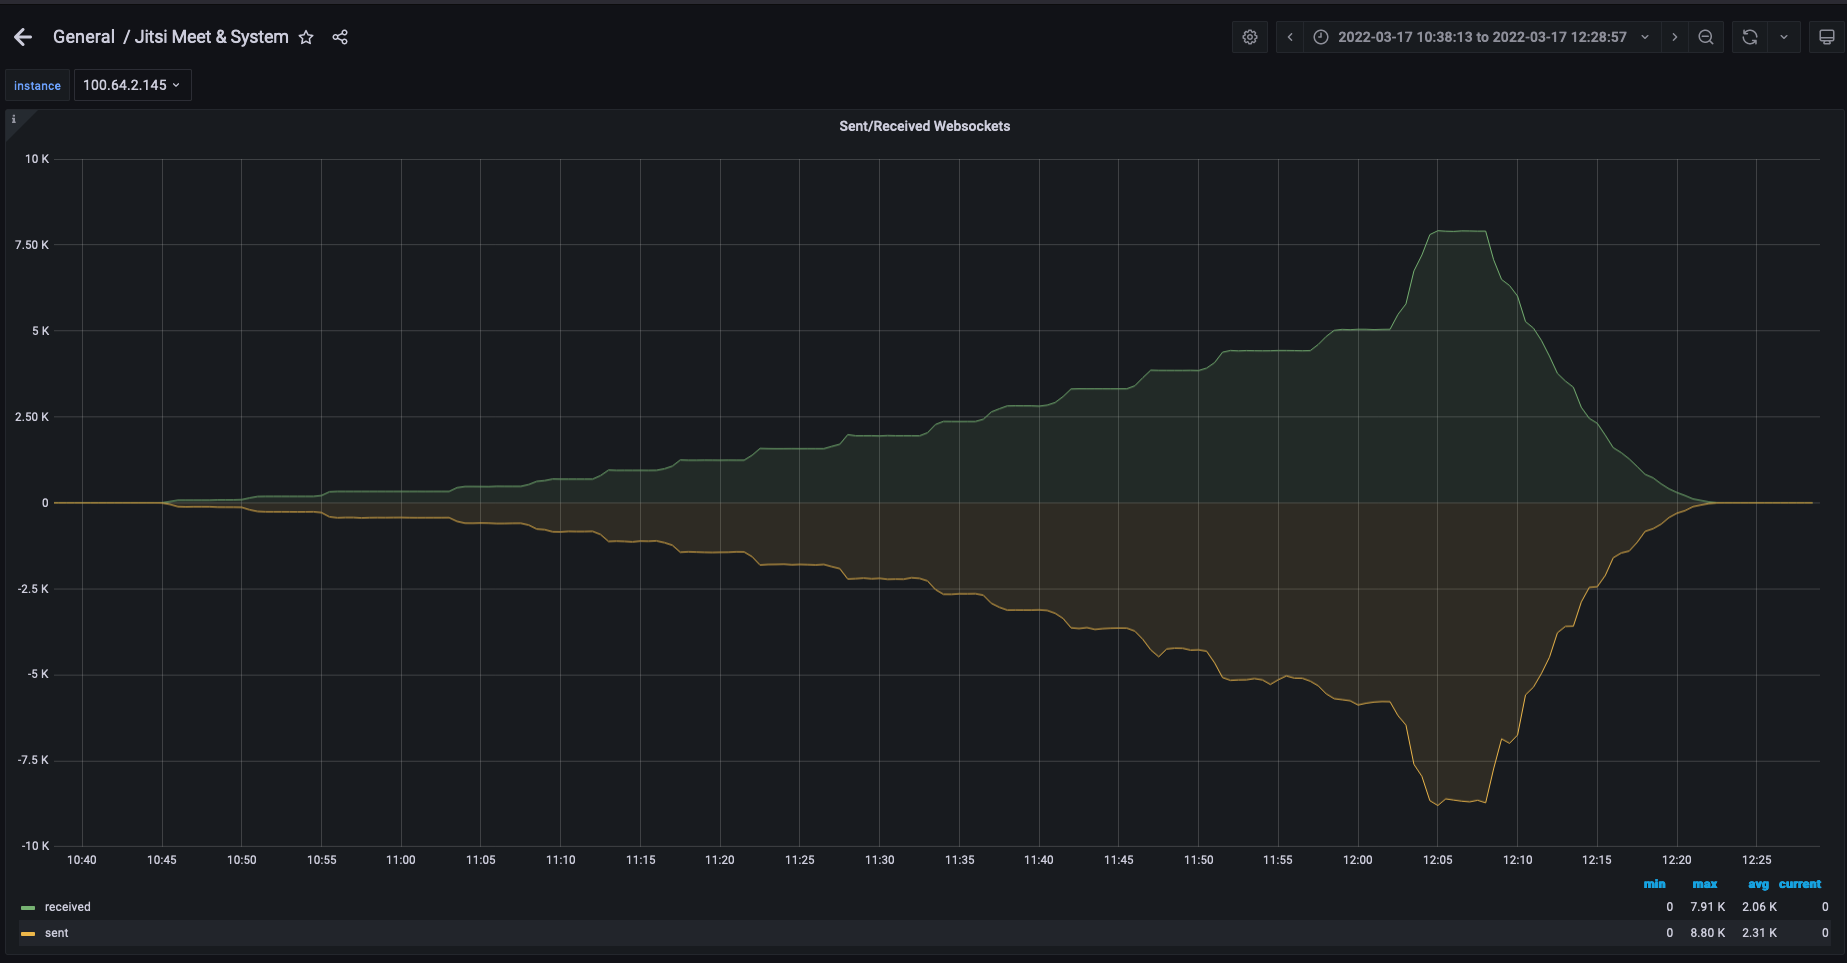 General / Jitsi Meet & System
2022-03-17 10:38:13 to 2022-03-17 12:28:57
instance 100.64.2.145
i
Sent/Received Websockets
10 K
7.50 K
5 K
2.50 K
0
-2.5 K
-5 K
-7.5 K
-10 K
10:40 10:45 10:50 10:55 11:00 11:05 11:10 11:15 11:20 11:25 11:30 11:35 11:40 11:45 11:50 11:55 12:00 12:05 12:10 12:15 12:20 12:25
min max avg current
received 0 7.91 K 2.06 K 0
sent 0 8.80 K 2.31 K 0